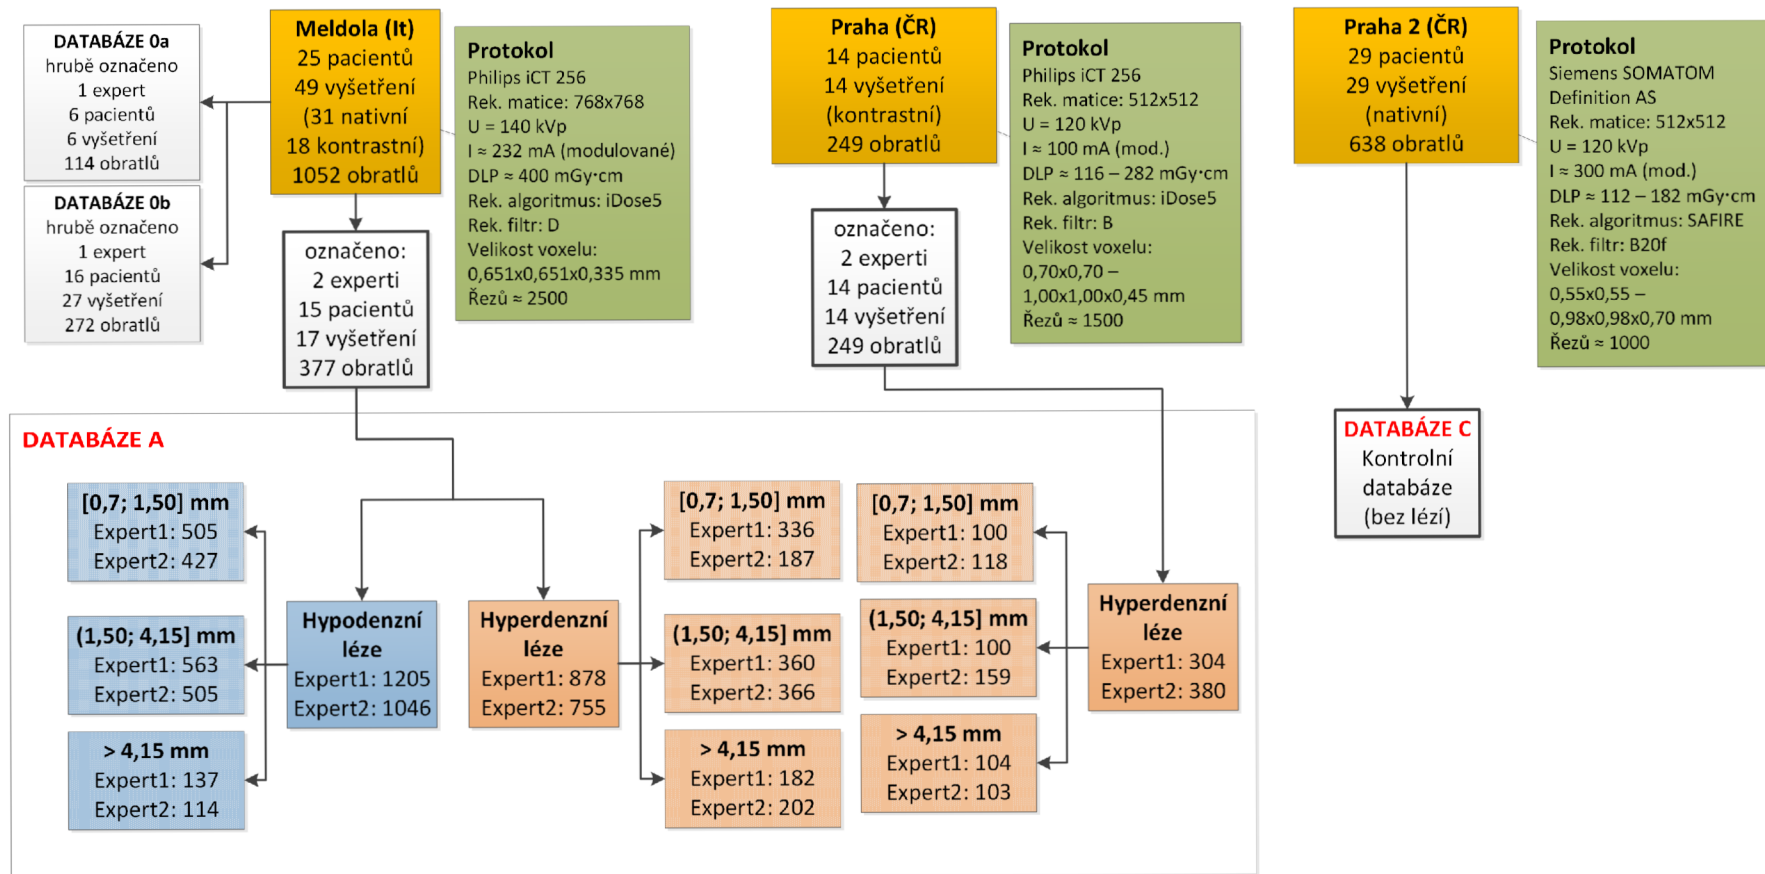 DATABÁZE 0a
hrubě označeno
1 expert
6 pacientů
6 vyšetření
114 obratlů
DATABÁZE 0b
hrubě označeno
1 expert
16 pacientů
27 vyšetření
272 obratlů
Meldola (It)
25 pacientů
49 vyšetření
(31 nativní
18 kontrastní)
1052 obratlů
Protokol
Philips iCT 256
Rek. matice: 768x768
U = 140 kVp
I ≈ 232 mA (modulované)
DLP ≈ 400 mGy·cm
Rek. algoritmus: iDose5
Rek. filtr: D
Velikost voxelu:
0,651x0,651x0,335 mm
Řezů ≈ 2500
označeno:
2 experti
15 pacientů
17 vyšetření
377 obratlů
Praha (ČR)
14 pacientů
14 vyšetření
(kontrastní)
249 obratlů
Protokol
Philips iCT 256
Rek. matice: 512x512
U = 120 kVp
I ≈ 100 mA (mod.)
DLP ≈ 116 – 282 mGy·cm
Rek. algoritmus: iDose5
Rek. filtr: B
Velikost voxelu:
0,70x0,70 –
1,00x1,00x0,45 mm
Řezů ≈ 1500
označeno:
2 experti
14 pacientů
14 vyšetření
249 obratlů
Praha 2 (ČR)
29 pacientů
29 vyšetření
(nativní)
638 obratlů
Protokol
Siemens SOMATOM
Definition AS
Rek. matice: 512x512
U = 120 kVp
I ≈ 300 mA (mod.)
DLP ≈ 112 – 182 mGy·cm
Rek. algoritmus: SAFIRE
Rek. filtr: B20f
Velikost voxelu:
0,55x0,55 –
0,98x0,98x0,70 mm
Řezů ≈ 1000
DATABÁZE C
Kontrolní
databáze
(bez lézí)
DATABÁZE A
[0,7; 1,50] mm
Expert1: 505
Expert2: 427
(1,50; 4,15] mm
Expert1: 563
Expert2: 505
> 4,15 mm
Expert1: 137
Expert2: 114
Hypodenzní
léze
Expert1: 1205
Expert2: 1046
Hyperdenzní
léze
Expert1: 878
Expert2: 755
[0,7; 1,50] mm
Expert1: 336
Expert2: 187
(1,50; 4,15] mm
Expert1: 360
Expert2: 366
> 4,15 mm
Expert1: 182
Expert2: 202
[0,7; 1,50] mm
Expert1: 100
Expert2: 118
(1,50; 4,15] mm
Expert1: 100
Expert2: 159
> 4,15 mm
Expert1: 104
Expert2: 103
Hyperdenzní
léze
Expert1: 304
Expert2: 380